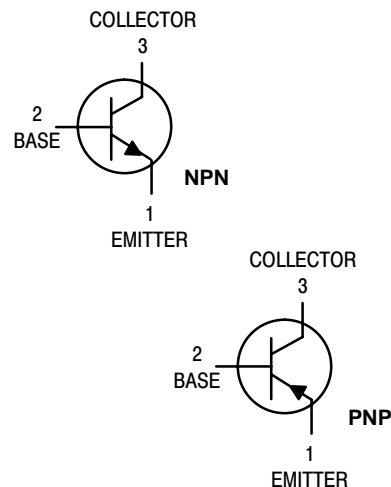 COLLECTOR
3
2
BASE
NPN
1
EMITTER
COLLECTOR
3
2
BASE
PNP
1
EMITTER